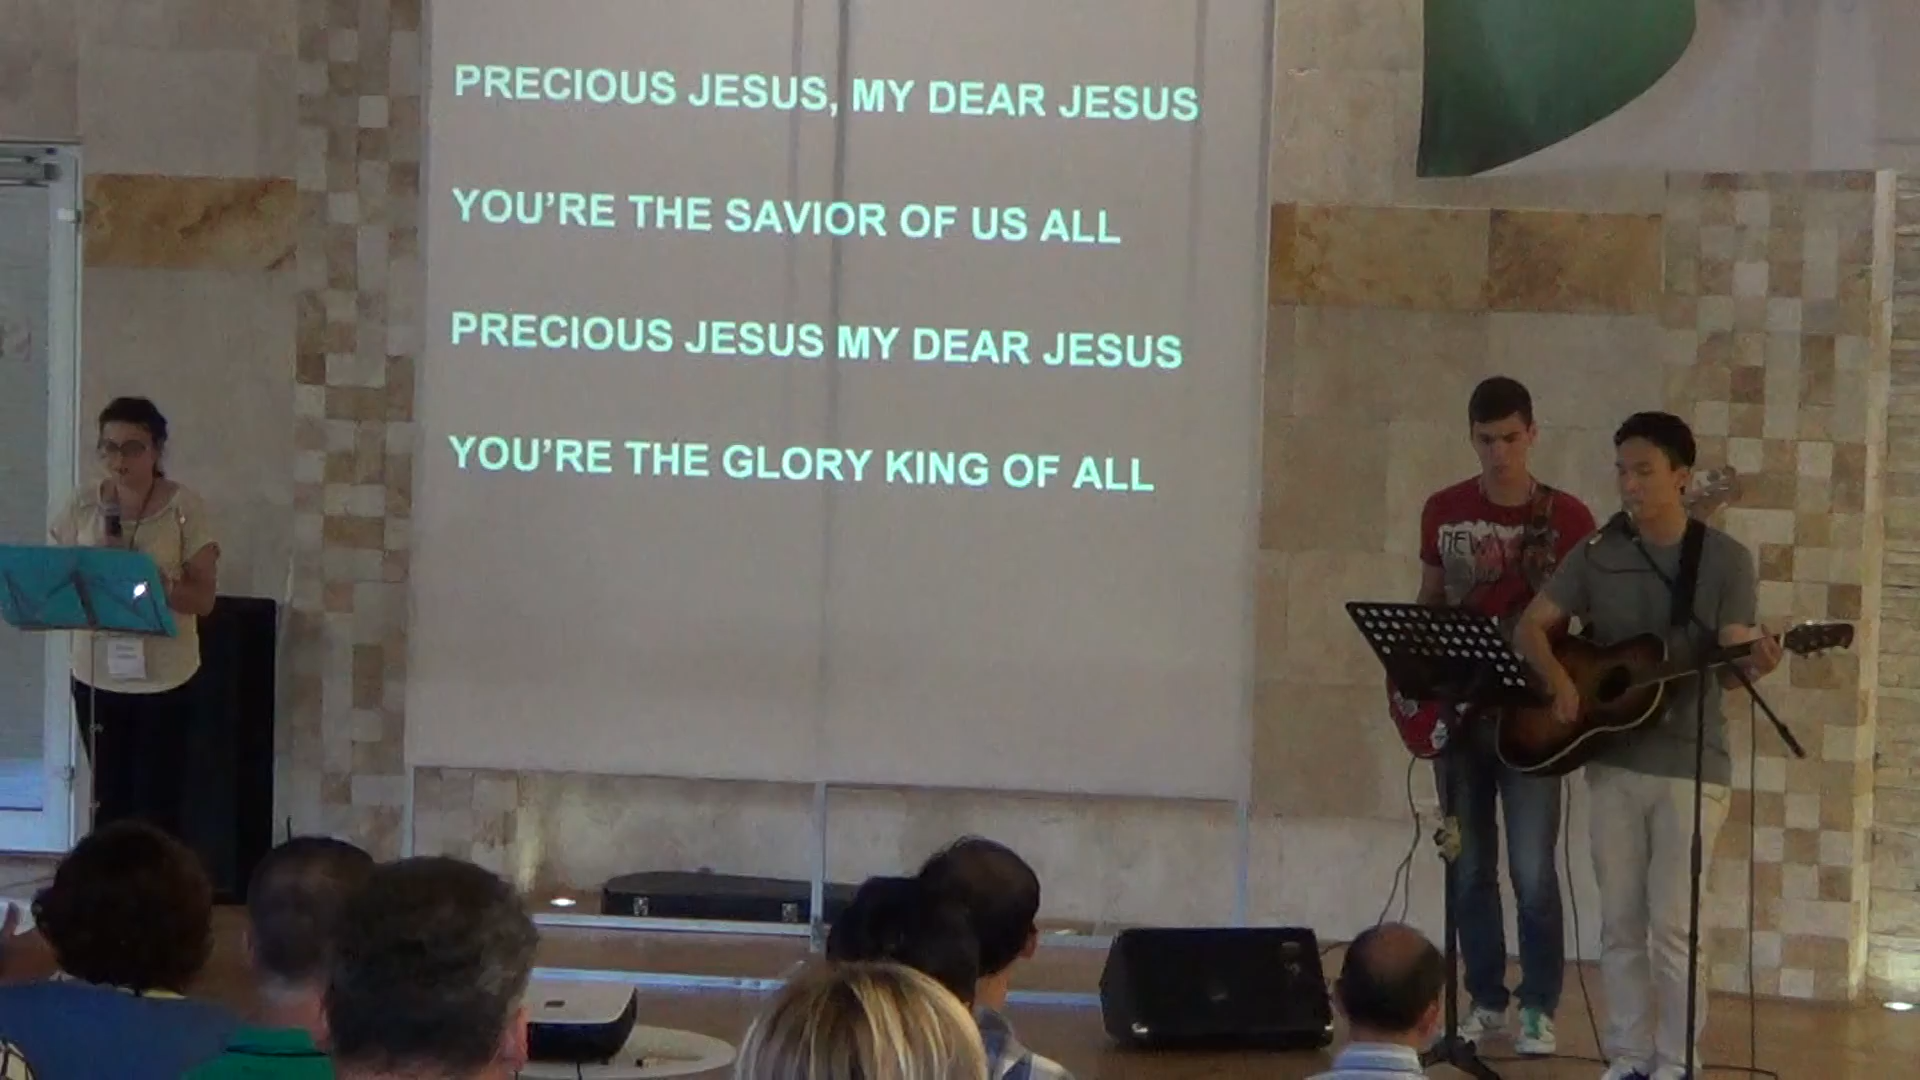 PRECIOUS JESUS, MY DEAR JESUS
YOU'RE THE SAVIOR OF US ALL
PRECIOUS JESUS MY DEAR JESUS
YOU'RE THE GLORY KING OF ALL
NEW